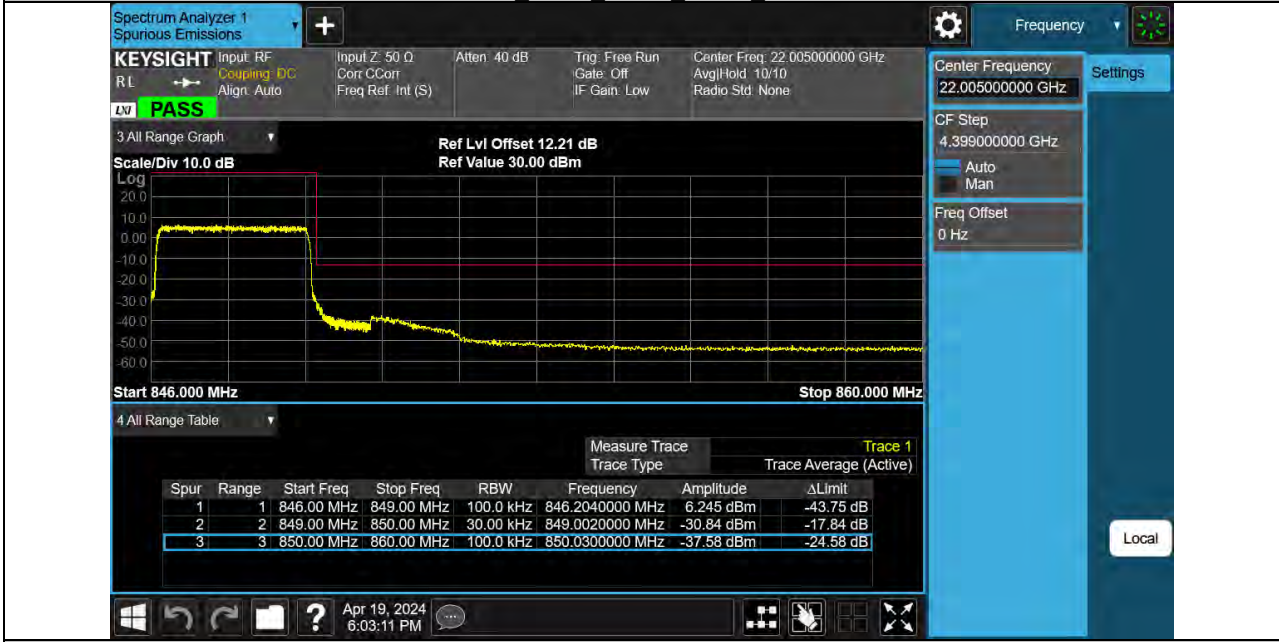 Spectrum Analyzer 1
Spurious Emissions
+
Frequency
KEYSIGHT Input: RF Input Z: 50 Ω Atten: 40 dB Trig: Free Run Center Freq: 22.005000000 GHz
RL Coupling: DC Corr CCorr Gate: Off Avg|Hold: 10/10
Align: Auto Freq Ref: Int (S) IF Gain: Low Radio Std: None
LXI PASS
Center Frequency
22.005000000 GHz
Settings
CF Step
4.399000000 GHz
Auto
Man
Freq Offset
0 Hz
3 All Range Graph
Ref Lvl Offset 12.21 dB
Scale/Div 10.0 dB Ref Value 30.00 dBm
Log
20.0
10.0
0.00
-10.0
-20.0
-30.0
-40.0
-50.0
-60.0
Start 846.000 MHz Stop 860.000 MHz
4 All Range Table
Measure Trace Trace 1
Trace Type Trace Average (Active)
Spur Range Start Freq Stop Freq RBW Frequency Amplitude ΔLimit
1 1 846.00 MHz 849.00 MHz 100.0 kHz 846.2040000 MHz 6.245 dBm -43.75 dB
2 2 849.00 MHz 850.00 MHz 30.00 kHz 849.0020000 MHz -30.84 dBm -17.84 dB
3 3 850.00 MHz 860.00 MHz 100.0 kHz 850.0300000 MHz -37.58 dBm -24.58 dB
Local
? Apr 19, 2024
6:03:11 PM